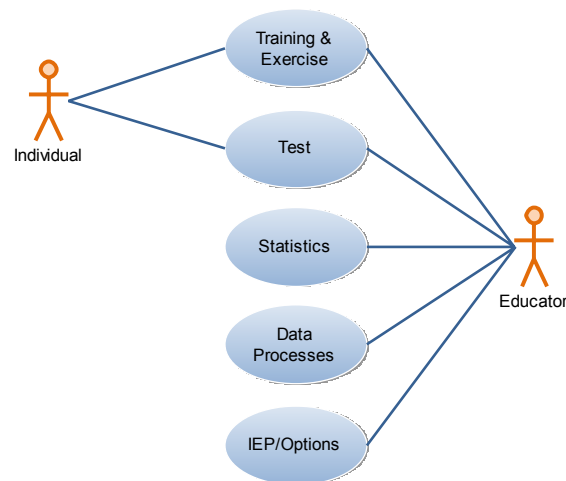 Training &
Exercise
Individual
Test
Statistics
Educator
Data
Processes
IEP/Options